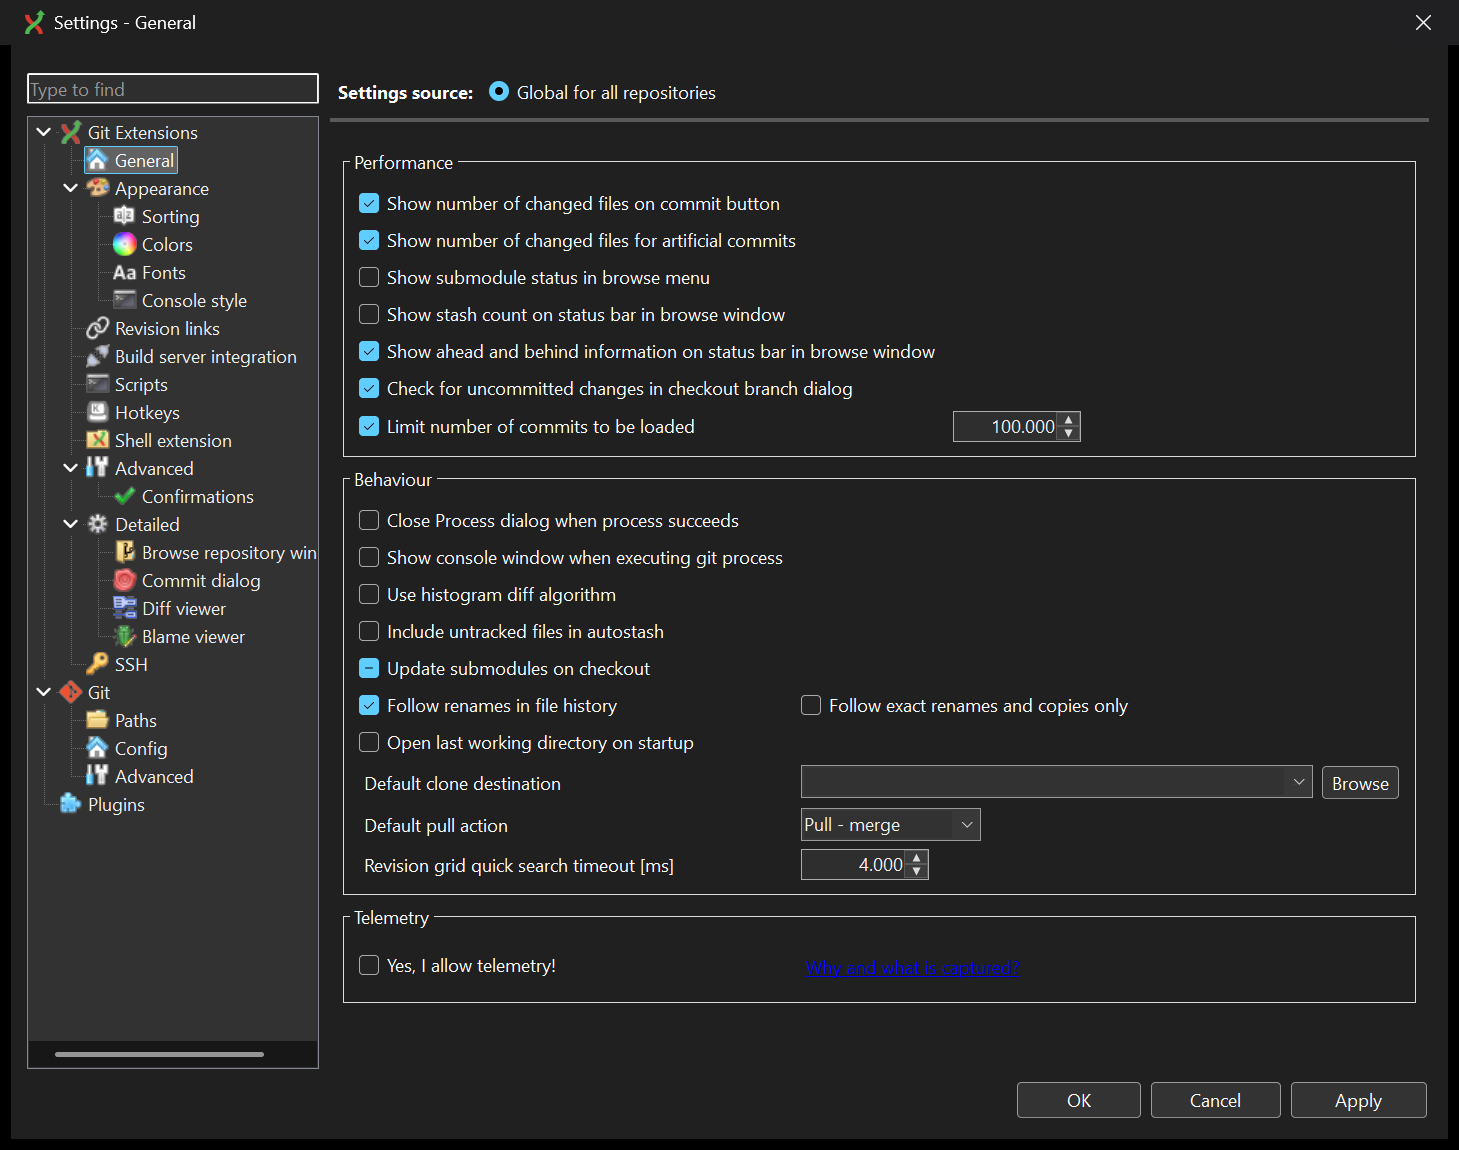 Settings - General
Type to find
Settings source: Global for all repositories
Git Extensions
General
Appearance
Sorting
Colors
Aa Fonts
Console style
Revision links
Build server integration
Scripts
Hotkeys
Shell extension
Advanced
Confirmations
Detailed
Browse repository win
Commit dialog
Diff viewer
Blame viewer
SSH
Git
Paths
Config
Advanced
Plugins
Performance
Show number of changed files on commit button
Show number of changed files for artificial commits
Show submodule status in browse menu
Show stash count on status bar in browse window
Show ahead and behind information on status bar in browse window
Check for uncommitted changes in checkout branch dialog
Limit number of commits to be loaded 100.000
Behaviour
Close Process dialog when process succeeds
Show console window when executing git process
Use histogram diff algorithm
Include untracked files in autostash
Update submodules on checkout
Follow renames in file history Follow exact renames and copies only
Open last working directory on startup
Default clone destination Browse
Default pull action Pull - merge
Revision grid quick search timeout [ms] 4.000
Telemetry
Yes, I allow telemetry! Why and what is captured?
OK Cancel Apply